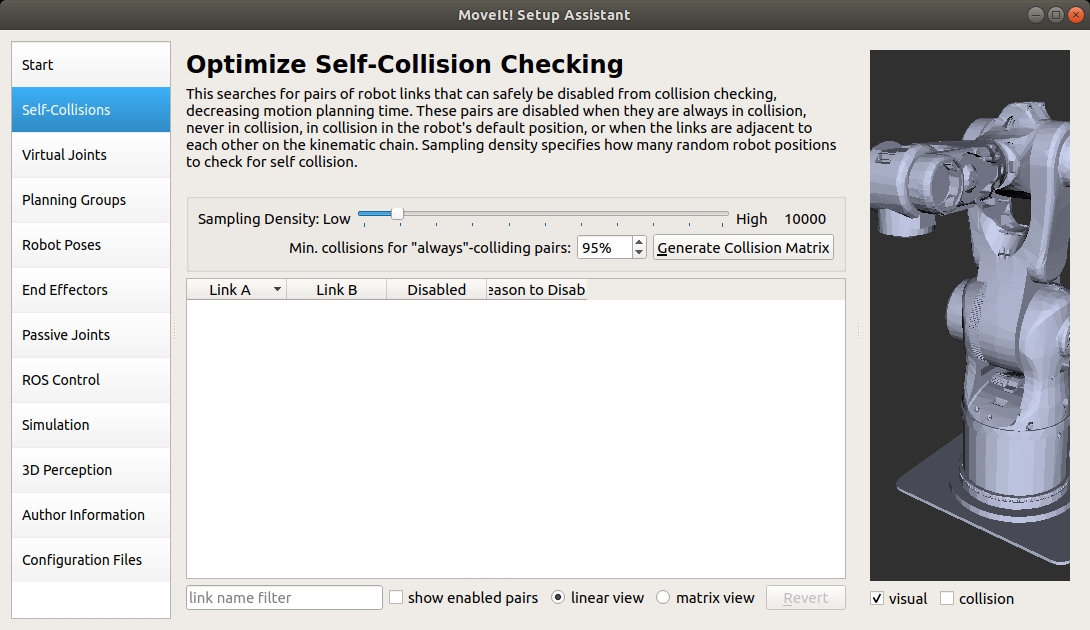 MoveIt! Setup Assistant
Start
Self-Collisions
Virtual Joints
Planning Groups
Robot Poses
End Effectors
Passive Joints
ROS Control
Simulation
3D Perception
Author Information
Configuration Files
Optimize Self-Collision Checking
This searches for pairs of robot links that can safely be disabled from collision checking,
decreasing motion planning time. These pairs are disabled when they are always in collision,
never in collision, in collision in the robot's default position, or when the links are adjacent to
each other on the kinematic chain. Sampling density specifies how many random robot positions
to check for self collision.
Sampling Density: Low High 10000
Min. collisions for "always"-colliding pairs: 95% Generate Collision Matrix
Link A Link B Disabled eason to Disab
link name filter show enabled pairs linear view matrix view Revert
visual collision